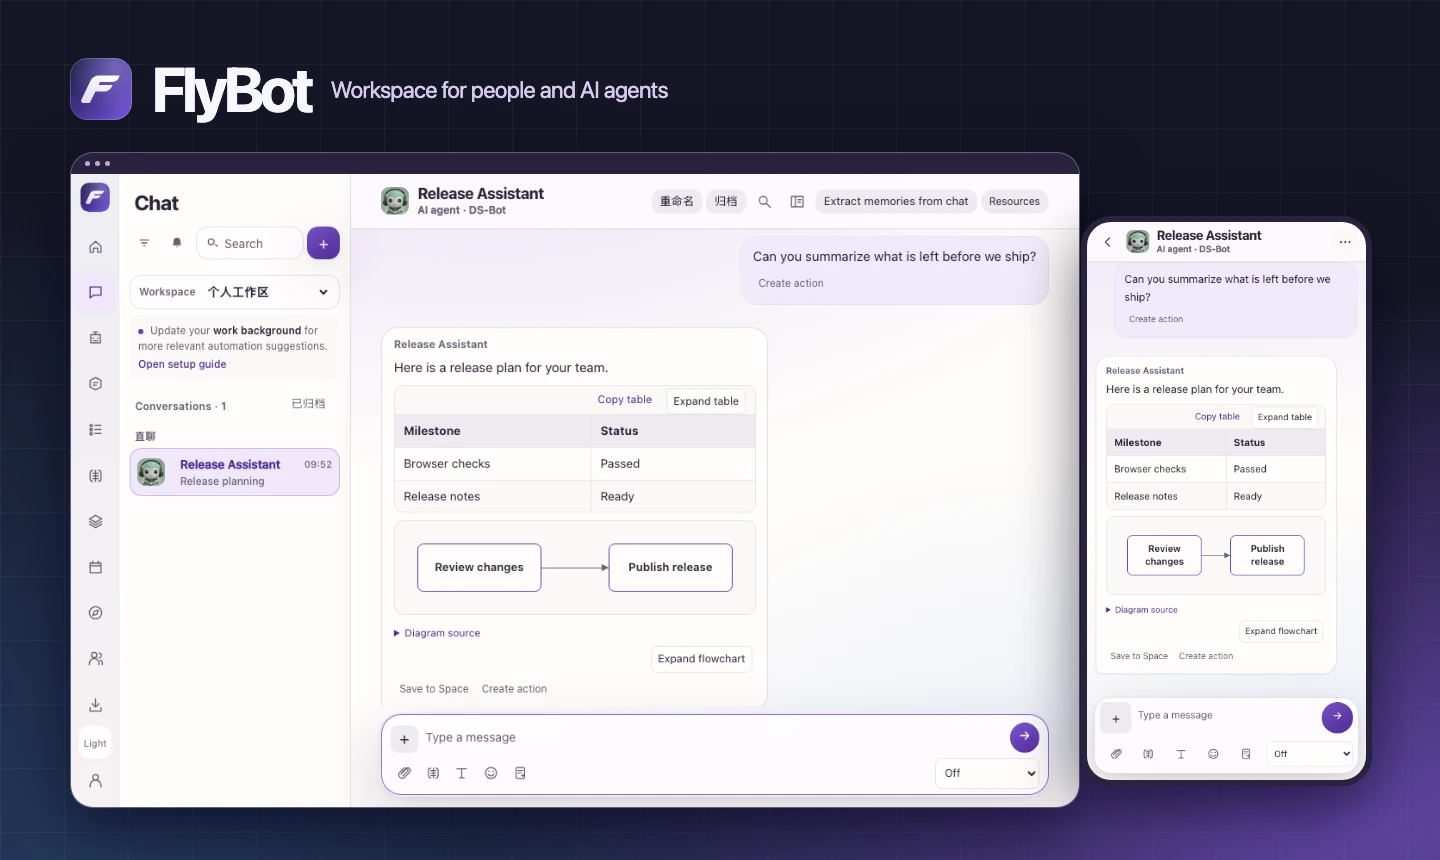 FlyBot Workspace for people and AI agents
Chat
Search
Workspace 个人工作区
Update your work background for
more relevant automation suggestions.
Open setup guide
Conversations · 1 已归档
直聊
Release Assistant 09:52
Release planning
Light
Release Assistant
AI agent · DS-Bot
重命名 归档 Extract memories from chat Resources
Can you summarize what is left before we ship?
Create action
Release Assistant
Here is a release plan for your team.
Copy table Expand table
Milestone Status
Browser checks Passed
Release notes Ready
Review changes Publish release
Diagram source
Expand flowchart
Save to Space Create action
Type a message
Off
Release Assistant
AI agent · DS-Bot
Can you summarize what is left before we
ship?
Create action
Release Assistant
Here is a release plan for your team.
Copy table Expand table
Milestone Status
Browser checks Passed
Release notes Ready
Review Publish
changes release
Diagram source
Expand flowchart
Save to Space Create action
Type a message
Off